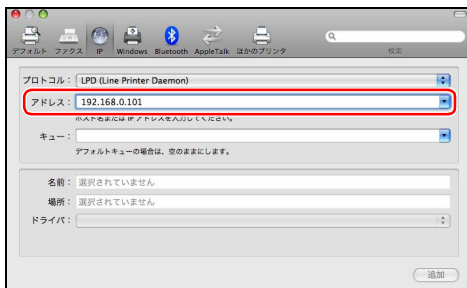 デフォルト ファクス IP Windows Bluetooth AppleTalk ほかのプリンタ 検索
プロトコル： LPD (Line Printer Daemon)
アドレス： 192.168.0.101
ホスト名または IP アドレスを入力してください。
キュー：
デフォルトキューの場合は、空のままにします。
名前： 選択されていません
場所： 選択されていません
ドライバ：
追加